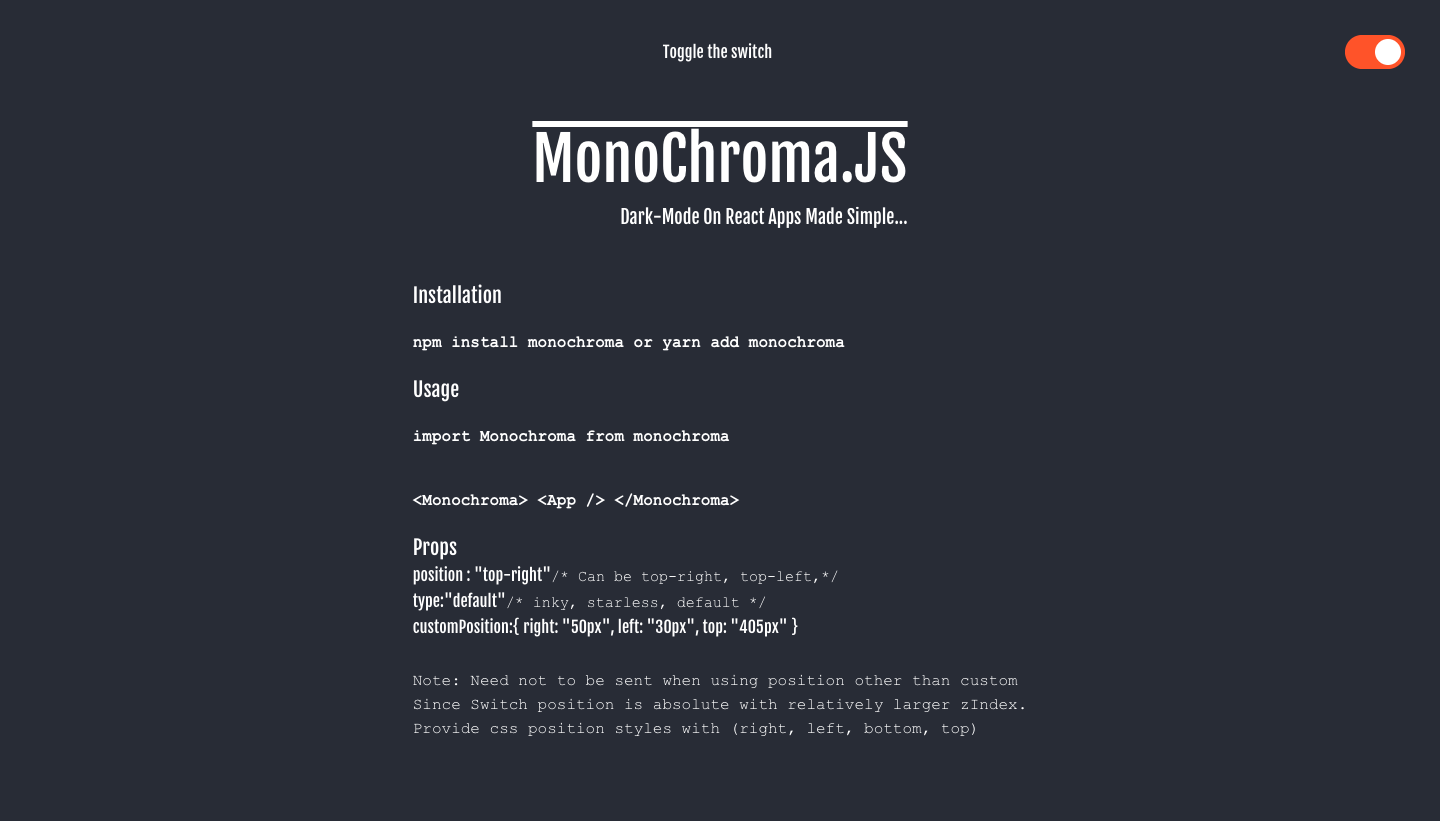 Toggle the switch
MonoChroma.JS
Dark-Mode On React Apps Made Simple...
Installation
npm install monochroma or yarn add monochroma
Usage
import Monochroma from monochroma
<Monochroma> <App /> </Monochroma>
Props
position : "top-right"/* Can be top-right, top-left,*/
type:"default"/* inky, starless, default */
customPosition:{ right: "50px", left: "30px", top: "405px" }
Note: Need not to be sent when using position other than custom
Since Switch position is absolute with relatively larger zIndex.
Provide css position styles with (right, left, bottom, top)